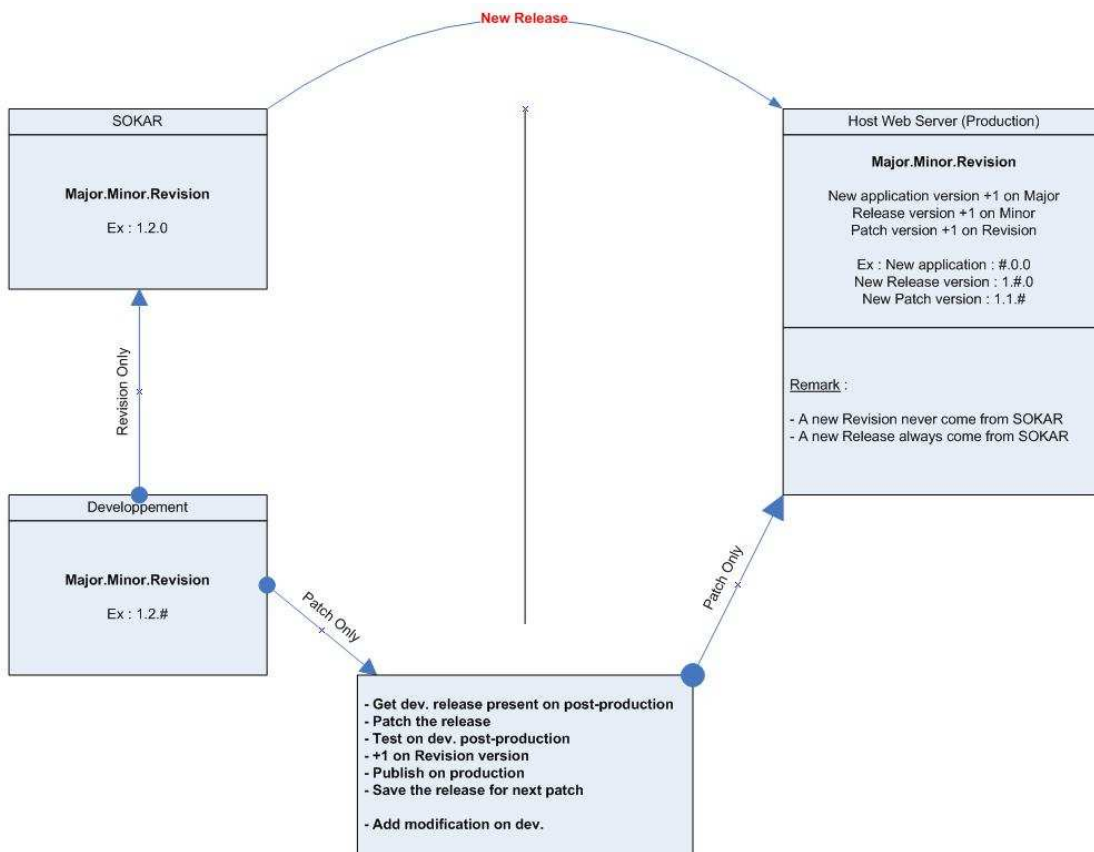 New Release
SOKAR
Major.Minor.Revision
Ex : 1.2.0
Host Web Server (Production)
Major.Minor.Revision
New application version +1 on Major
Release version +1 on Minor
Patch version +1 on Revision
Ex : New application : #.0.0
New Release version : 1.#.0
New Patch version : 1.1.#
Remark :
- A new Revision never come from SOKAR
- A new Release always come from SOKAR
Revision Only
Developpement
Major.Minor.Revision
Ex : 1.2.#
Patch Only
Patch Only
- Get dev. release present on post-production
- Patch the release
- Test on dev. post-production
- +1 on Revision version
- Publish on production
- Save the release for next patch
- Add modification on dev.